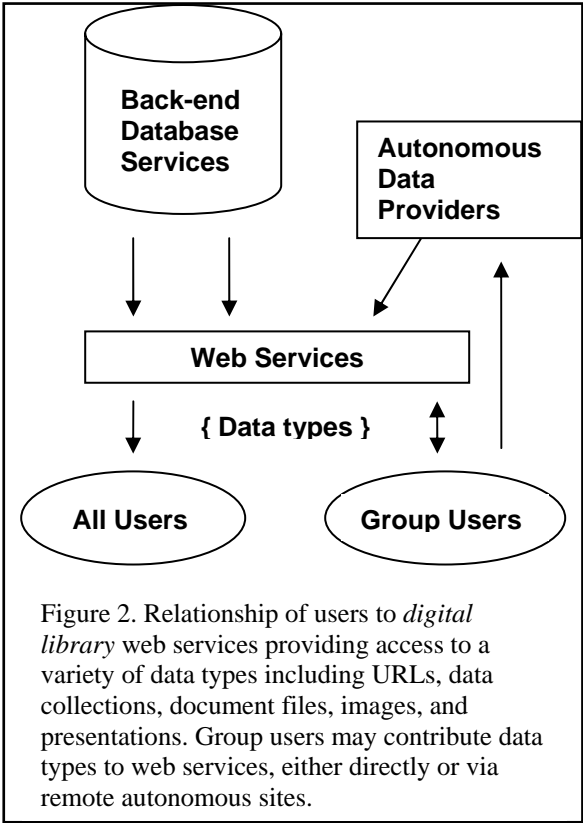 Back-end
Database
Services
Autonomous
Data
Providers
Web Services
{ Data types }
All Users
Group Users
Figure 2. Relationship of users to digital
library web services providing access to a
variety of data types including URLs, data
collections, document files, images, and
presentations. Group users may contribute data
types to web services, either directly or via
remote autonomous sites.